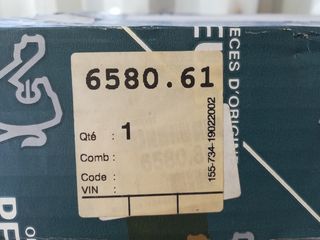 6580.61
Qté : 1
Comb :
Code :
VIN :
155-734-19022002
ECES D'ORIGIN